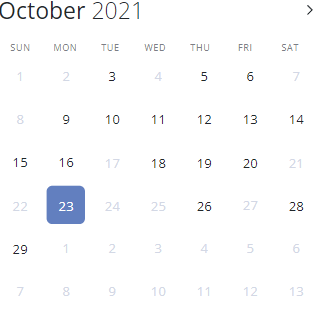 October 2021
SUN MON TUE WED THU FRI SAT
1 2 3 4 5 6 7
8 9 10 11 12 13 14
15 16 17 18 19 20 21
22 23 24 25 26 27 28
29 1 2 3 4 5 6
7 8 9 10 11 12 13